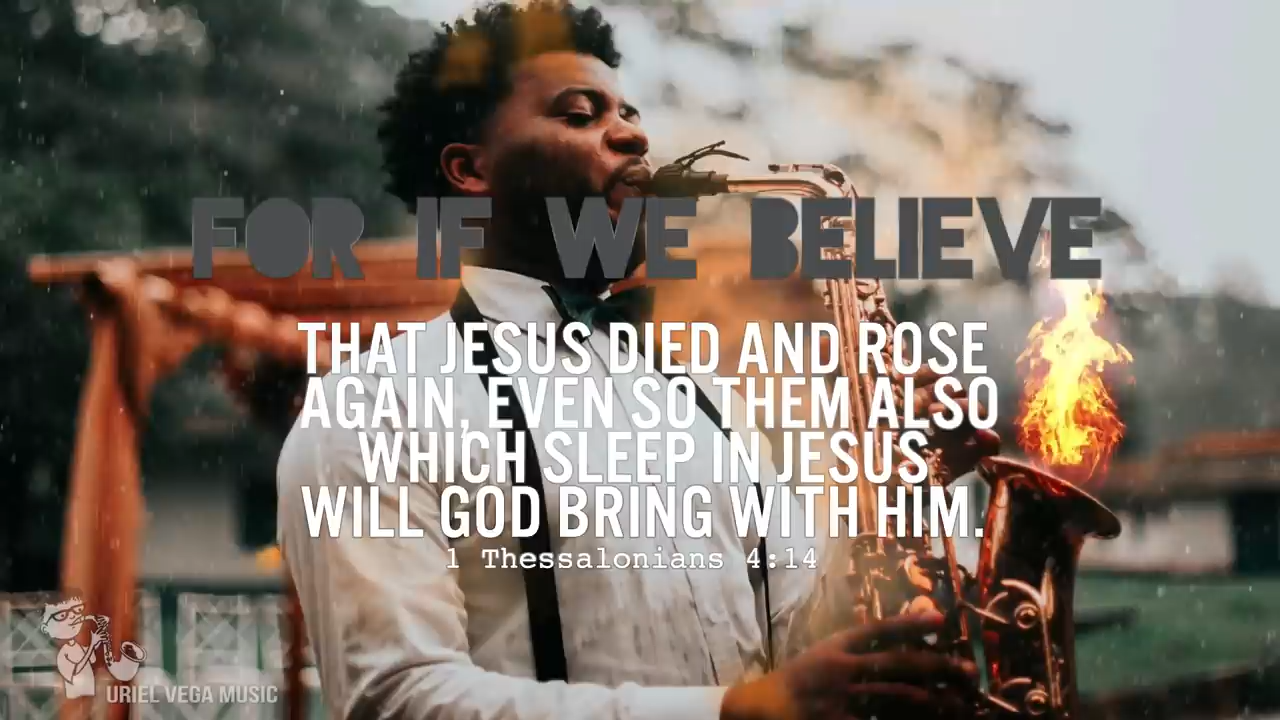 FOR IF WE BELIEVE
THAT JESUS DIED AND ROSE
AGAIN, EVEN SO THEM ALSO
WHICH SLEEP IN JESUS
WILL GOD BRING WITH HIM.
1 Thessalonians 4:14
URIEL VEGA MUSIC